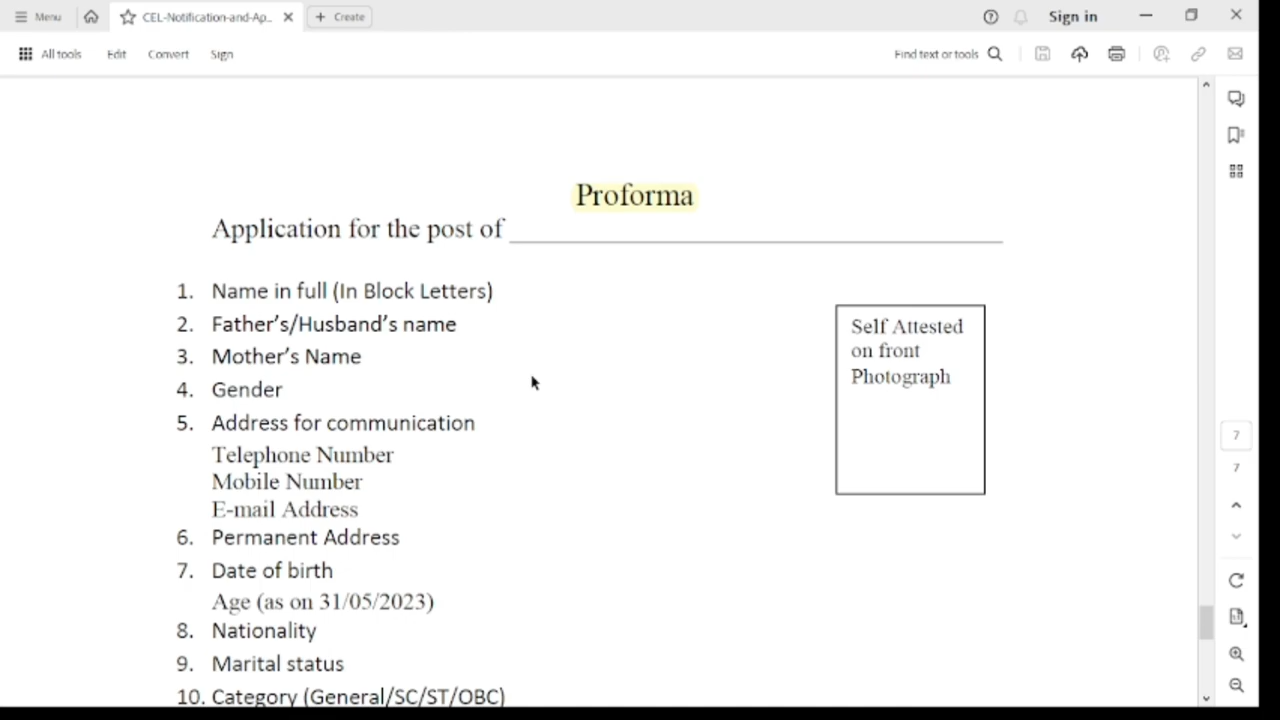 Menu
CEL-Notification-and-Ap...
Create
Sign in
All tools
Edit
Convert
Sign
Find text or tools
Proforma
Application for the post of
1. Name in full (In Block Letters)
2. Father's/Husband's name
3. Mother's Name
4. Gender
5. Address for communication
Telephone Number
Mobile Number
E-mail Address
6. Permanent Address
7. Date of birth
Age (as on 31/05/2023)
8. Nationality
9. Marital status
10. Category (General/SC/ST/OBC)
Self Attested
on front
Photograph
7
7